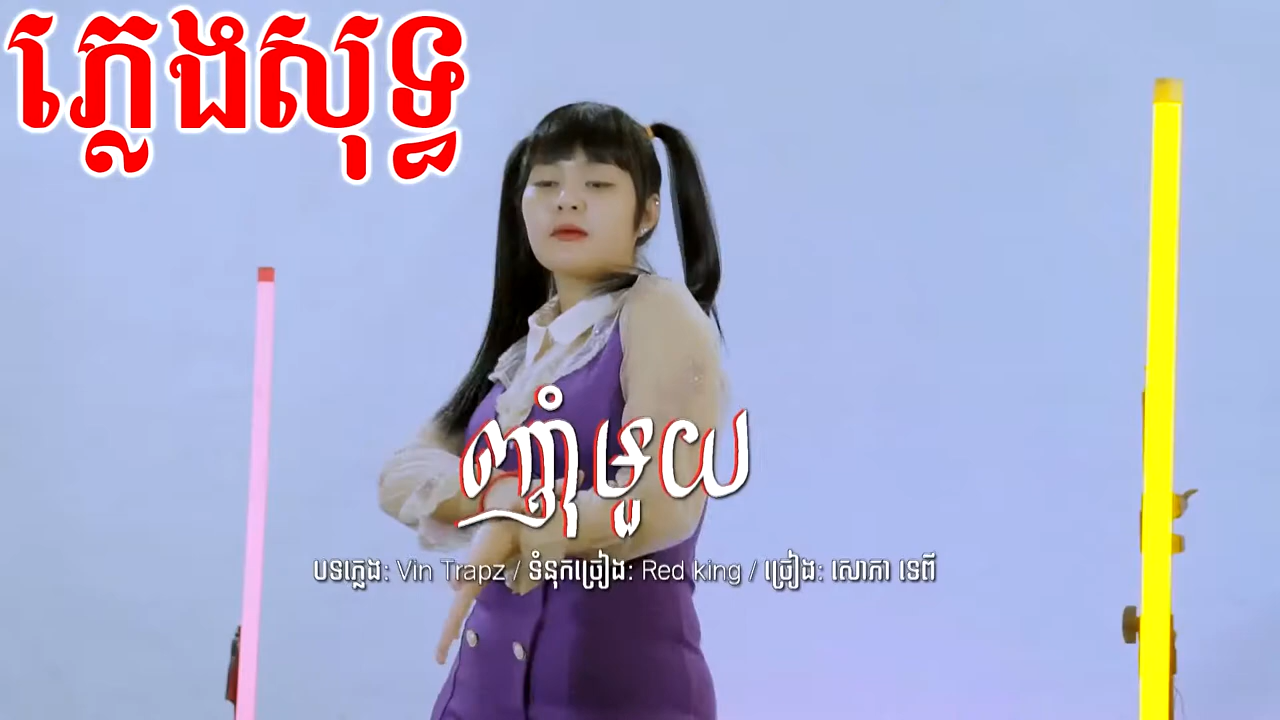 ភ្លេងសុទ្ធ
ញ៉ាំមួយ
បទភ្លេង: Vin Trapz / ទំនុកច្រៀង: Red king / ច្រៀង: សោភា ទេពី